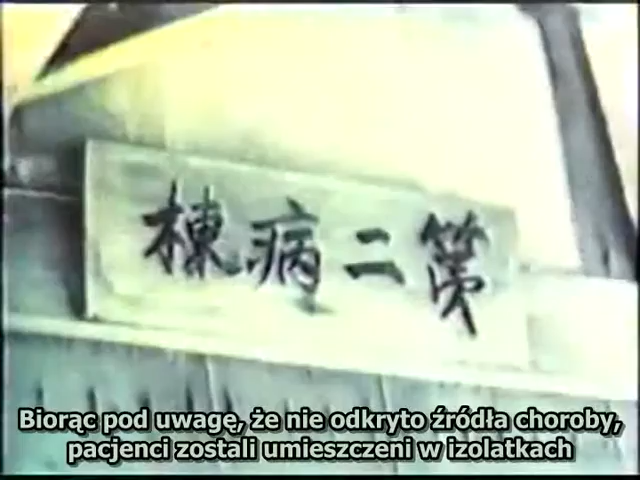 第二病棟
Biorąc pod uwagę, że nie odkryto źródła choroby,
pacjenci zostali umieszczeni w izolatkach